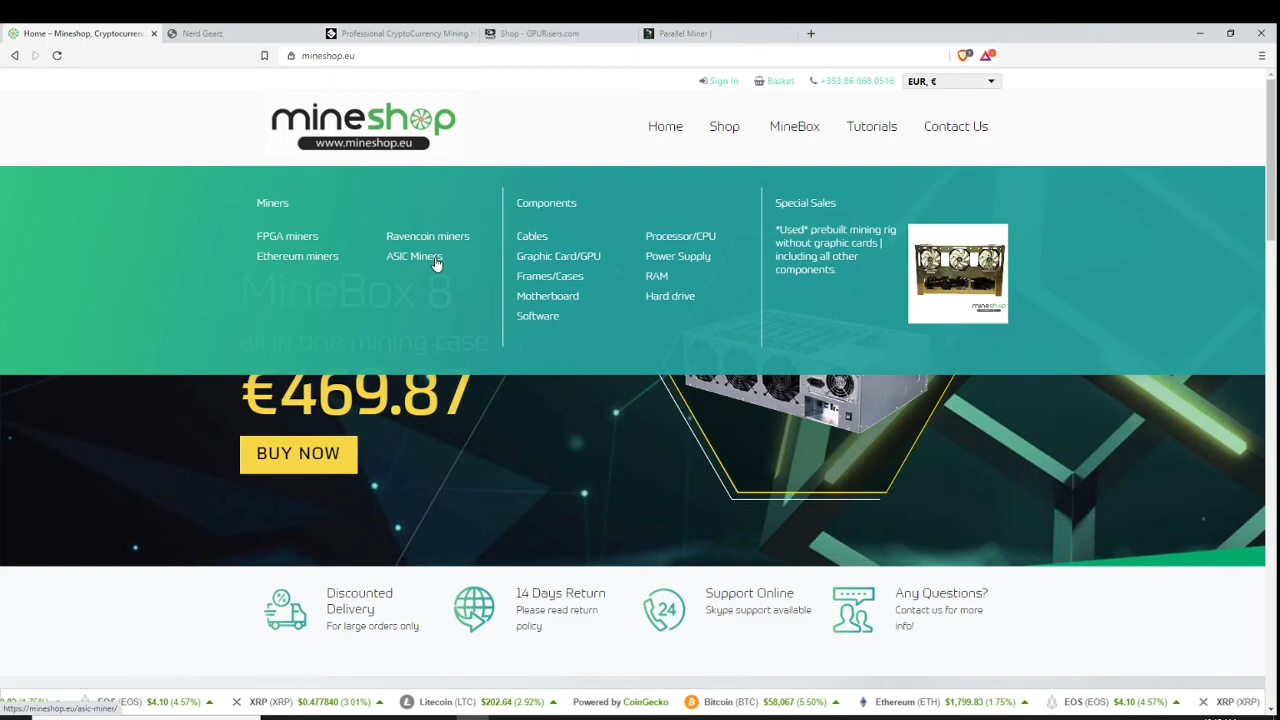 Home – Mineshop, Cryptocurren
Nerd Gearz
Professional CryptoCurrency Mining
Shop - GPURisers.com
Parallel Miner |
mineshop.eu
Sign In
Basket
+353 86 068 0516
EUR, €
mineshop
www.mineshop.eu
Home
Shop
MineBox
Tutorials
Contact Us
Miners
FPGA miners
Ravencoin miners
Ethereum miners
ASIC Miners
Components
Cables
Processor/CPU
Graphic Card/GPU
Power Supply
Frames/Cases
RAM
Motherboard
Hard drive
Software
Special Sales
*Used* prebuilt mining rig
without graphic cards |
including all other
components.
mineshop
MineBox 8
all in one mining case
€469.87
BUY NOW
Discounted
Delivery
For large orders only
14 Days Return
Please read return
policy
24
Support Online
Skype support available
Any Questions?
Contact us for more
info!
(1.75%) EOS (EOS) $4.10 (4.57%) XRP (XRP) $0.477840 (3.01%) Litecoin (LTC) $202.64 (2.92%) Powered by CoinGecko Bitcoin (BTC) $58,067 (5.50%) Ethereum (ETH) $1,799.83 (1.75%) EOS (EOS) $4.10 (4.57%) XRP (XRP)
https://mineshop.eu/asic-miner/